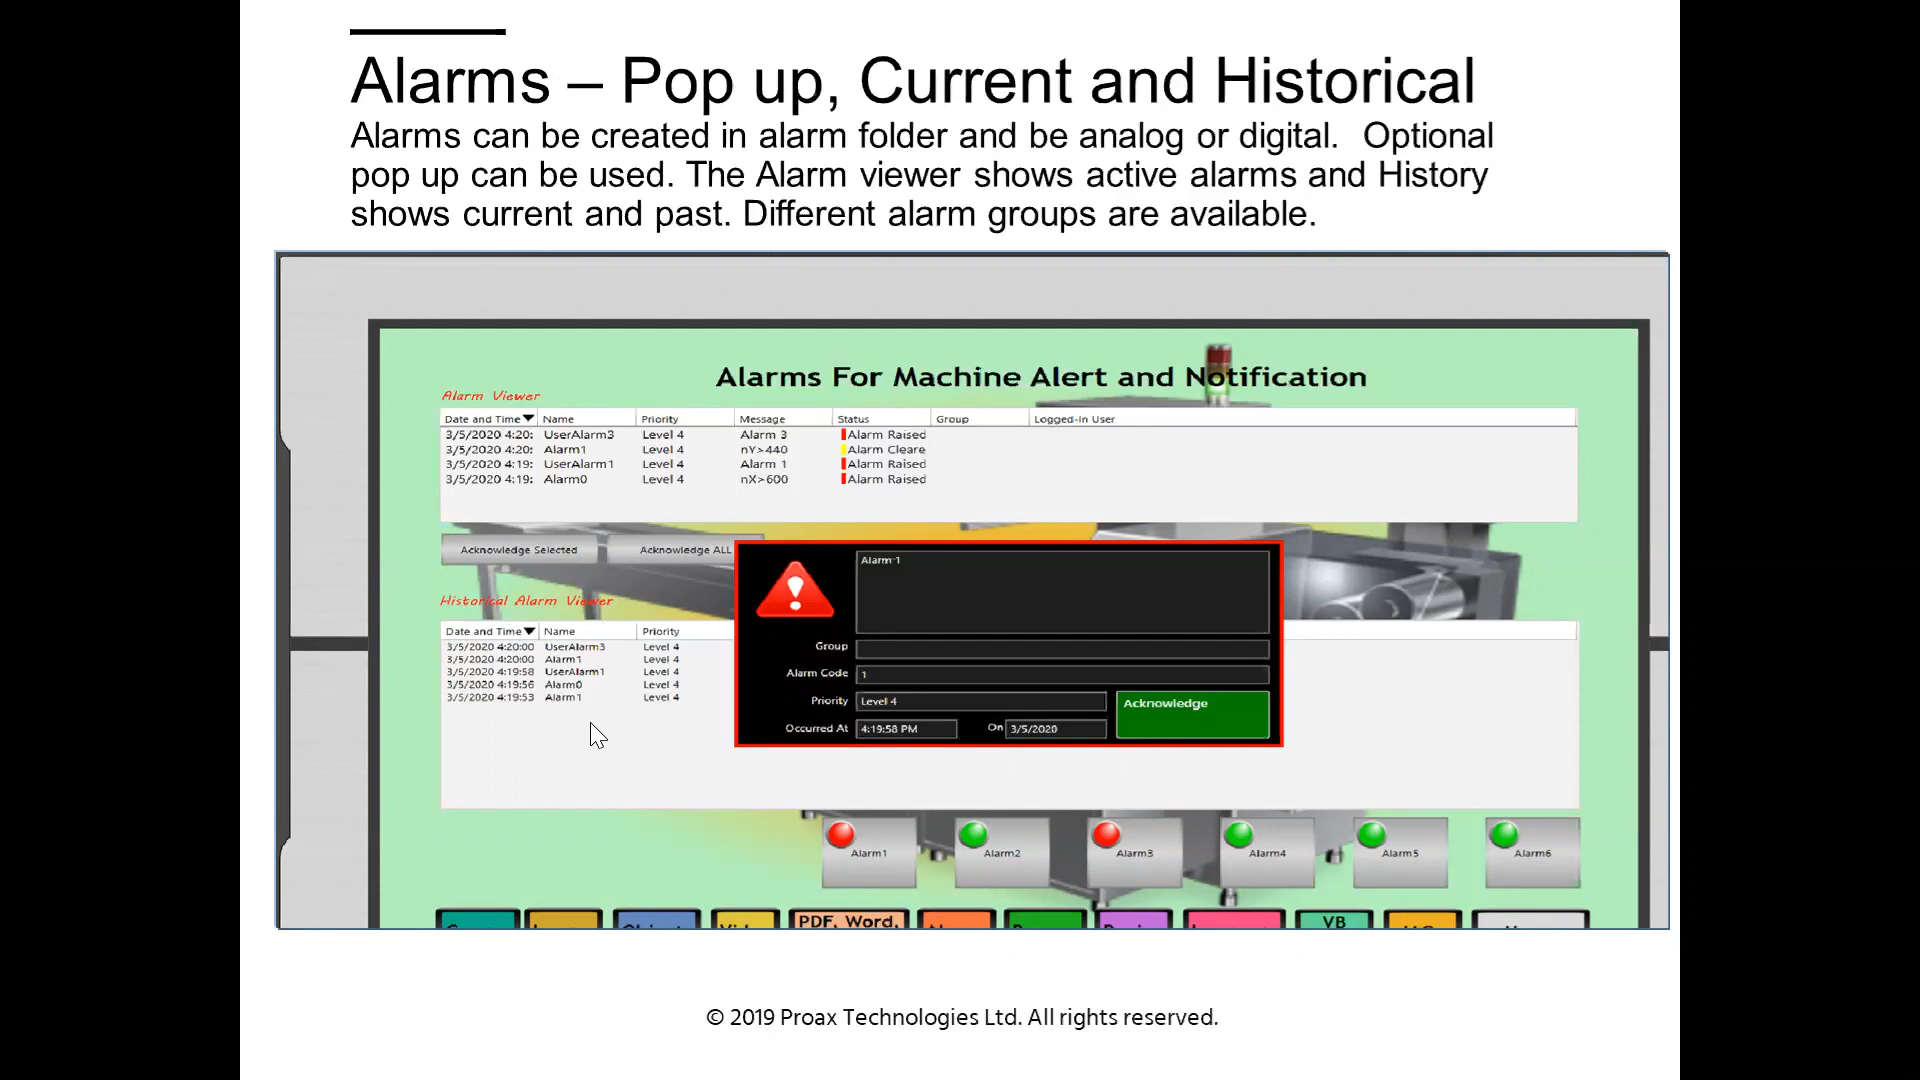 Alarms – Pop up, Current and Historical
Alarms can be created in alarm folder and be analog or digital.  Optional
pop up can be used. The Alarm viewer shows active alarms and History
shows current and past. Different alarm groups are available.
Alarms For Machine Alert and Notification
Alarm Viewer
Date and Time Name Priority Message Status Group Logged-in User
3/5/2020 4:20: UserAlarm3 Level 4 Alarm 3 Alarm Raised
3/5/2020 4:20: Alarm1 Level 4 nY>440 Alarm Cleare
3/5/2020 4:19: UserAlarm1 Level 4 Alarm 1 Alarm Raised
3/5/2020 4:19: Alarm0 Level 4 nX>600 Alarm Raised
Acknowledge Selected Acknowledge ALL
Historical Alarm Viewer
Date and Time Name Priority
3/5/2020 4:20:00 UserAlarm3 Level 4
3/5/2020 4:20:00 Alarm1 Level 4
3/5/2020 4:19:58 UserAlarm1 Level 4
3/5/2020 4:19:56 Alarm0 Level 4
3/5/2020 4:19:53 Alarm1 Level 4
Alarm 1
Group
Alarm Code 1
Priority Level 4
Acknowledge
Occurred At 4:19:58 PM On 3/5/2020
Alarm1 Alarm2 Alarm3 Alarm4 Alarm5 Alarm6
PDF, Word, VB
© 2019 Proax Technologies Ltd. All rights reserved.